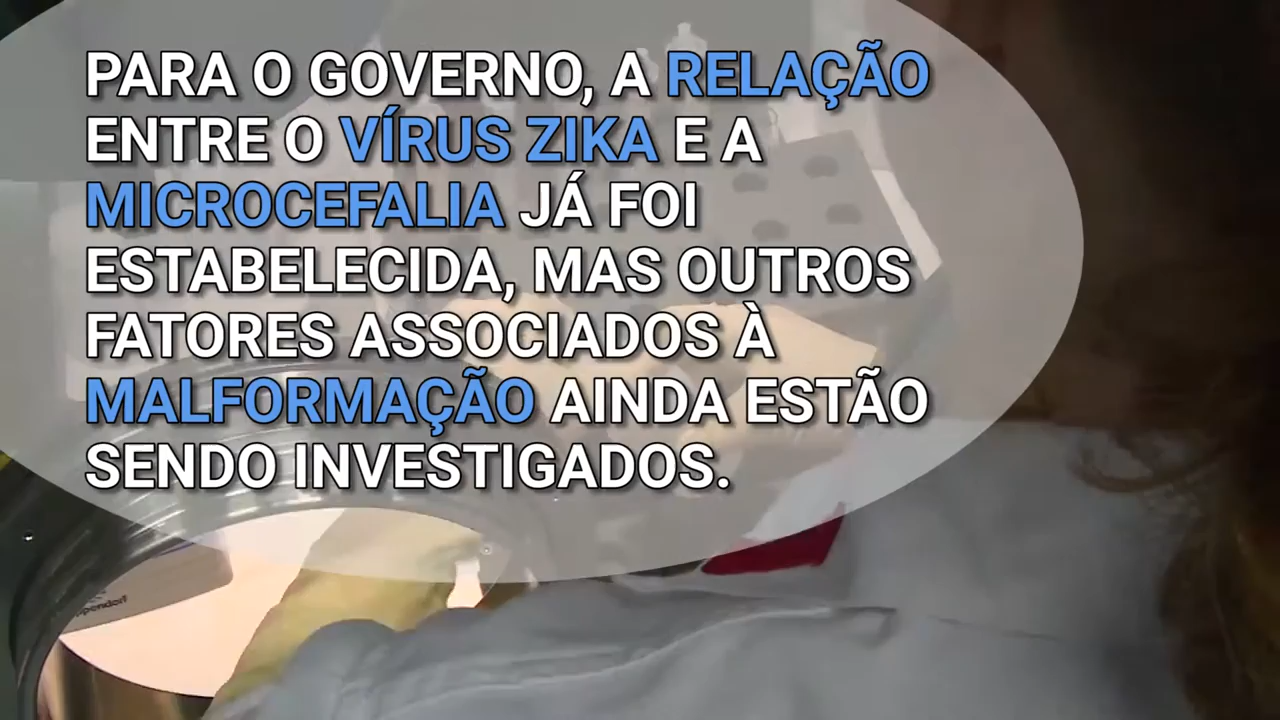 PARA O GOVERNO, A RELAÇÃO
ENTRE O VÍRUS ZIKA E A
MICROCEFALIA JÁ FOI
ESTABELECIDA, MAS OUTROS
FATORES ASSOCIADOS À
MALFORMAÇÃO AINDA ESTÃO
SENDO INVESTIGADOS.